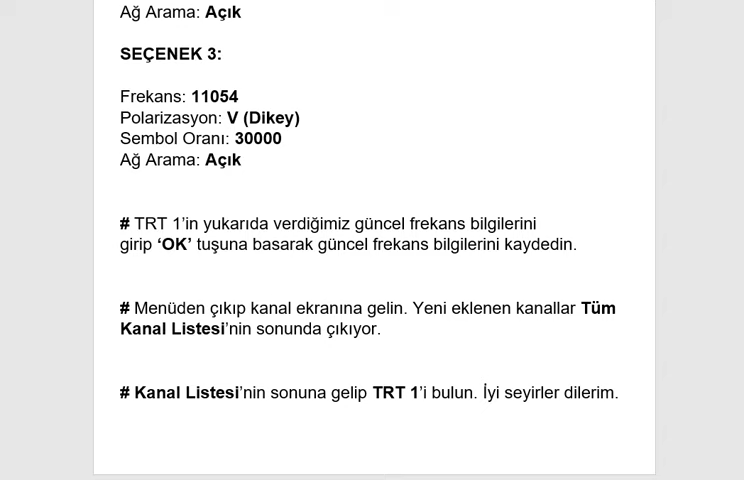 Ağ Arama: Açık
SEÇENEK 3:
Frekans: 11054
Polarizasyon: V (Dikey)
Sembol Oranı: 30000
Ağ Arama: Açık
# TRT 1’in yukarıda verdiğimiz güncel frekans bilgilerini
girip ‘OK’ tuşuna basarak güncel frekans bilgilerini kaydedin.
# Menüden çıkıp kanal ekranına gelin. Yeni eklenen kanallar Tüm
Kanal Listesi’nin sonunda çıkıyor.
# Kanal Listesi’nin sonuna gelip TRT 1’i bulun. İyi seyirler dilerim.